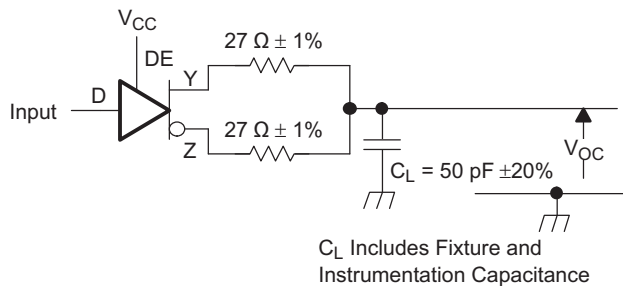 V_CC
DE
27 Ω ± 1%
Y
Input
D
Z
27 Ω ± 1%
C_L = 50 pF ±20%
V_OC
C_L Includes Fixture and
Instrumentation Capacitance